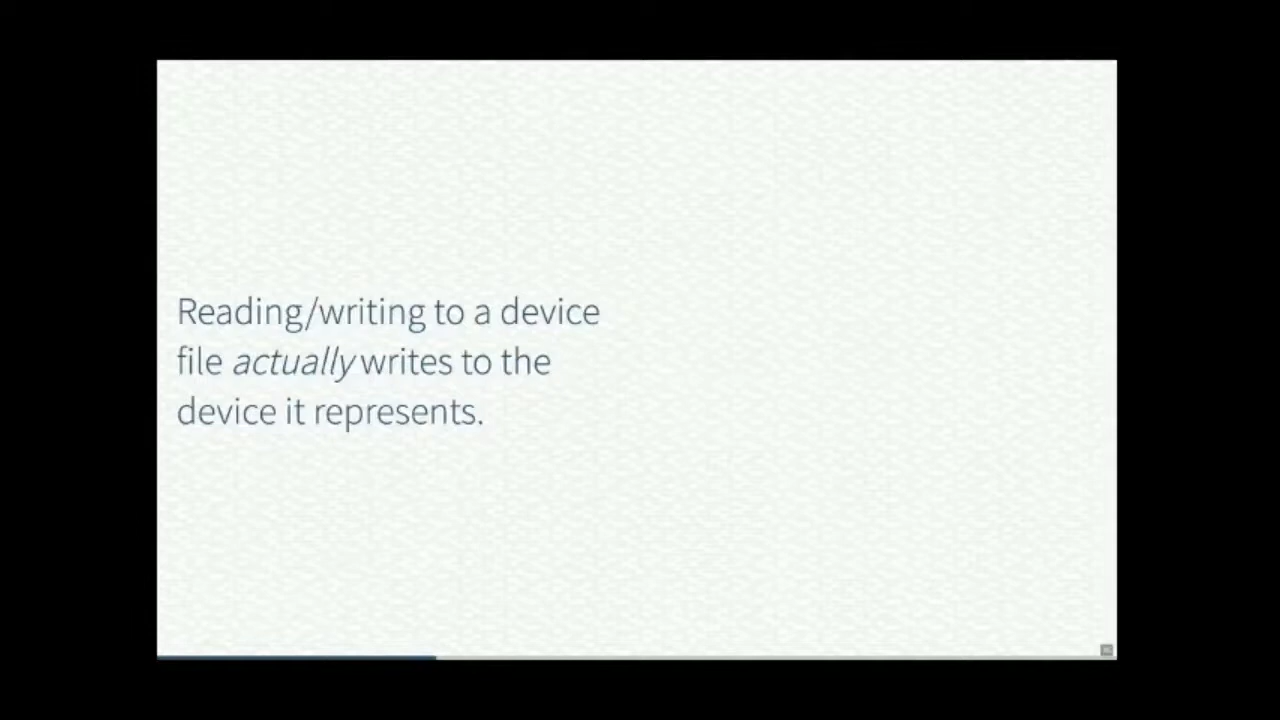 Reading/writing to a device
file actually writes to the
device it represents.